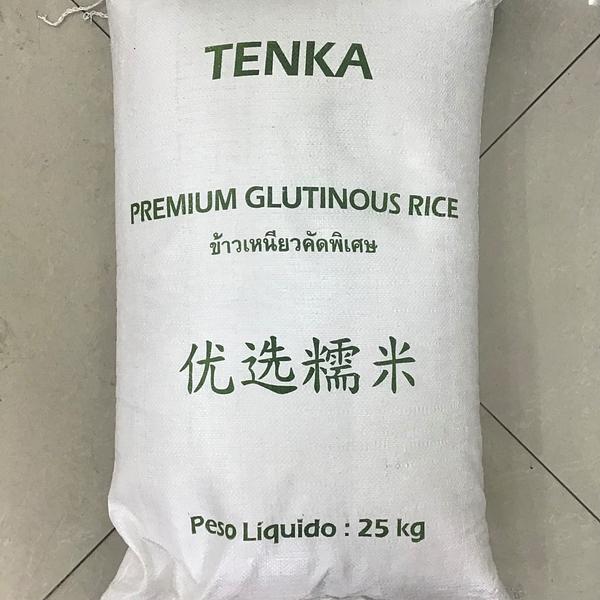 TENKA
PREMIUM GLUTINOUS RICE
ข้าวเหนียวคัดพิเศษ
优选糯米
Peso Líquido : 25 kg